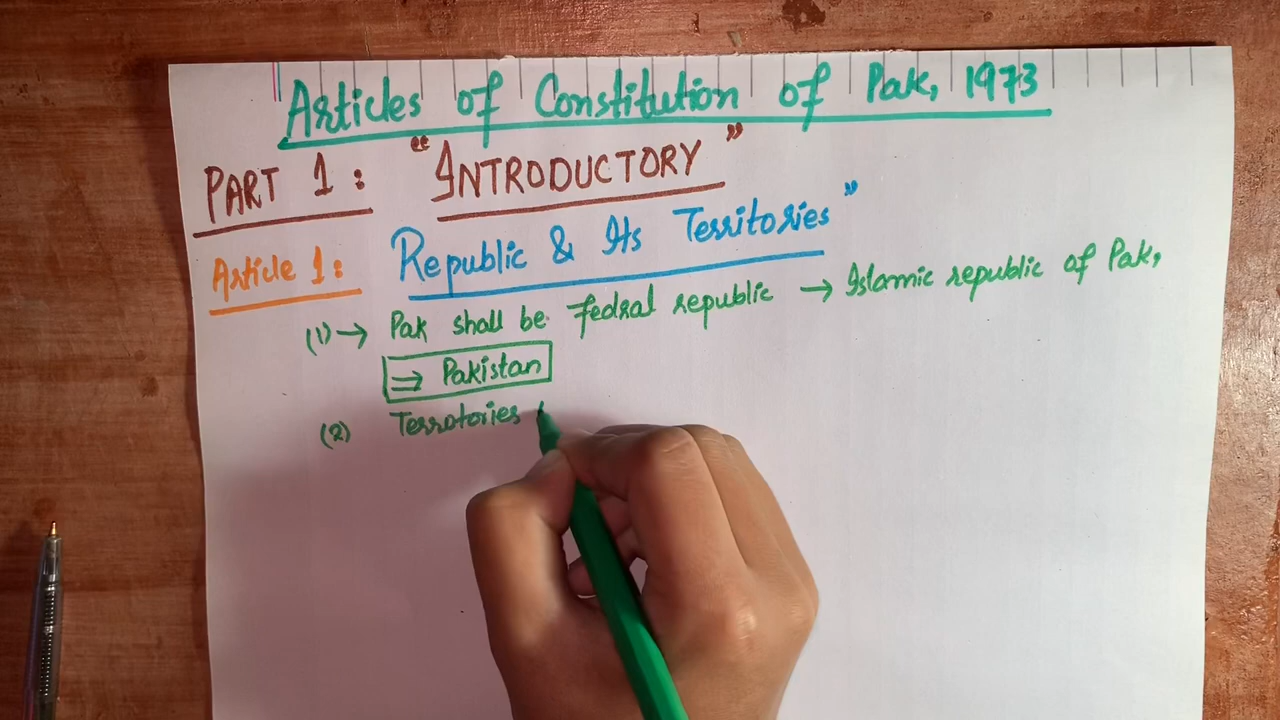 Articles of Constitution of Pak, 1973
PART 1: "INTRODUCTORY"
Article 1: Republic & Its Territories"
(1)→ Pak shall be fedral republic → Islamic republic of Pak,
⇒ Pakistan
(2) Terrotories